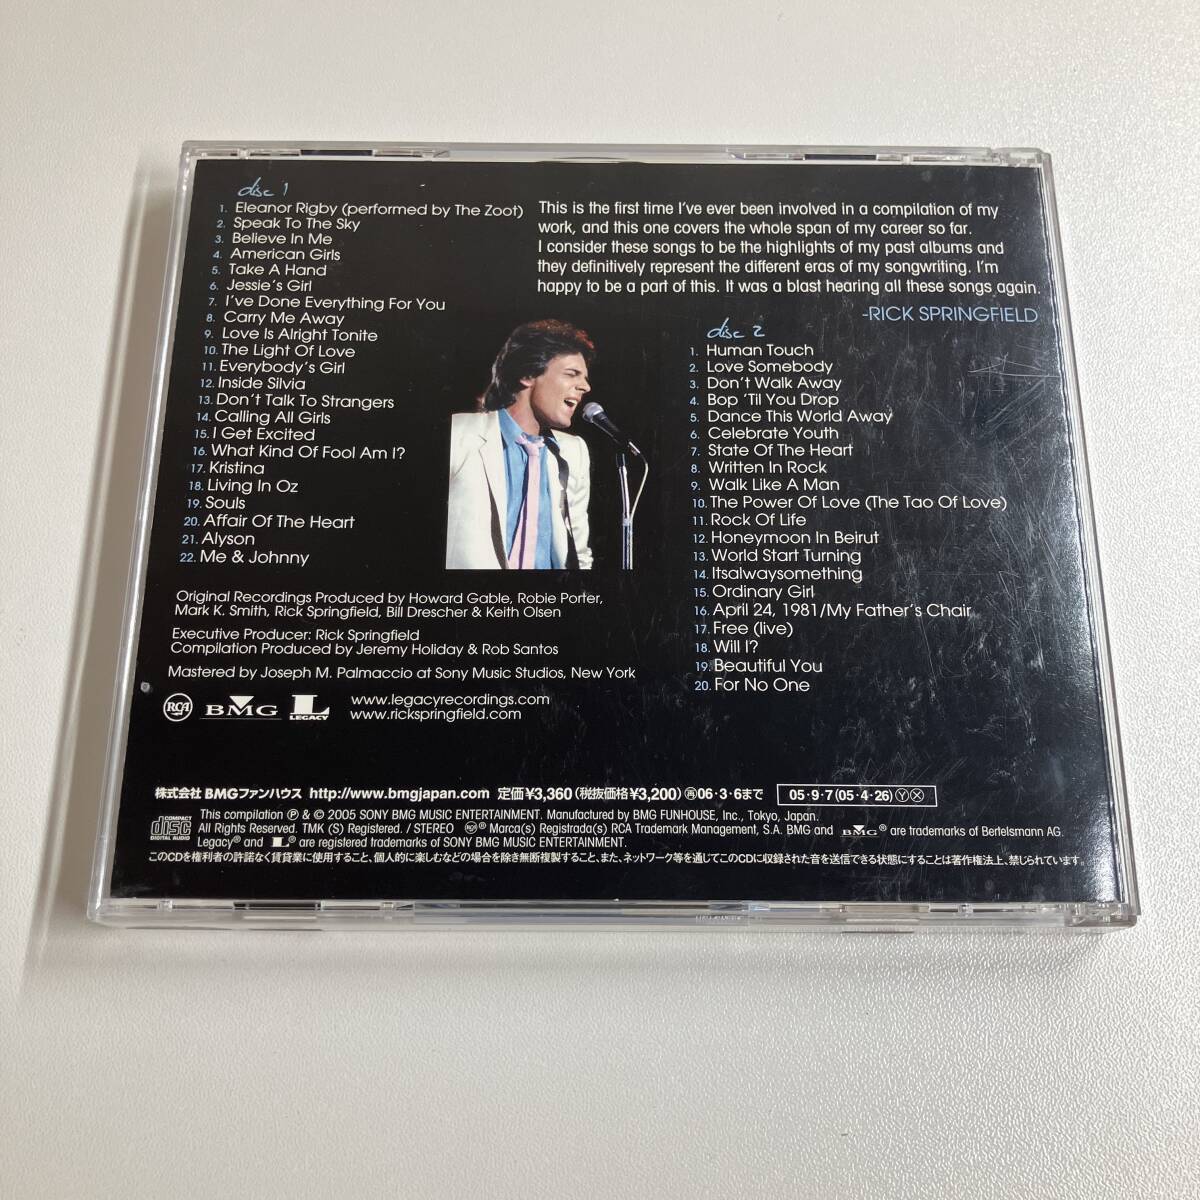 disc 1
1. Eleanor Rigby (performed by The Zoot)
2. Speak To The Sky
3. Believe In Me
4. American Girls
5. Take A Hand
6. Jessie's Girl
7. I've Done Everything For You
8. Carry Me Away
9. Love Is Alright Tonite
10. The Light Of Love
11. Everybody's Girl
12. Inside Silvia
13. Don't Talk To Strangers
14. Calling All Girls
15. I Get Excited
16. What Kind Of Fool Am I?
17. Kristina
18. Living In Oz
19. Souls
20. Affair Of The Heart
21. Alyson
22. Me & Johnny
This is the first time I've ever been involved in a compilation of my
work, and this one covers the whole span of my career so far.
I consider these songs to be the highlights of my past albums and
they definitively represent the different eras of my songwriting. I'm
happy to be a part of this. It was a blast hearing all these songs again.
-RICK SPRINGFIELD
disc 2
1. Human Touch
2. Love Somebody
3. Don't Walk Away
4. Bop 'Til You Drop
5. Dance This World Away
6. Celebrate Youth
7. State Of The Heart
8. Written In Rock
9. Walk Like A Man
10. The Power Of Love (The Tao Of Love)
11. Rock Of Life
12. Honeymoon In Beirut
13. World Start Turning
14. Itsalwaysomething
15. Ordinary Girl
16. April 24, 1981/My Father's Chair
17. Free (live)
18. Will I?
19. Beautiful You
20. For No One
Original Recordings Produced by Howard Gable, Robie Porter,
Mark K. Smith, Rick Springfield, Bill Drescher & Keith Olsen
Executive Producer: Rick Springfield
Compilation Produced by Jeremy Holiday & Rob Santos
Mastered by Joseph M. Palmaccio at Sony Music Studios, New York
RCA BMG L LEGACY
www.legacyrecordings.com
www.rickspringfield.com
株式会社 BMGファンハウス http://www.bmgjapan.com 定価¥3,360(税抜価格¥3,200) Ⓡ06・3・6まで 05・9・7(05・4・26)ⓎⓍ
COMPACT disc DIGITAL AUDIO
This compilation ℗ & © 2005 SONY BMG MUSIC ENTERTAINMENT. Manufactured by BMG FUNHOUSE, Inc., Tokyo, Japan.
All Rights Reserved. TMK (S) Registered. / STEREO RCA® Marca(s) Registrada(s) RCA Trademark Management, S.A. BMG and BMG® are trademarks of Bertelsmann AG.
Legacy® and L® are registered trademarks of SONY BMG MUSIC ENTERTAINMENT.
このCDを権利者の許諾なく賃貸業に使用すること、個人的に楽しむなどの場合を除き無断複製すること、また、ネットワーク等を通じてこのCDに収録された音を送信できる状態にすることは著作権法上、禁じられています。